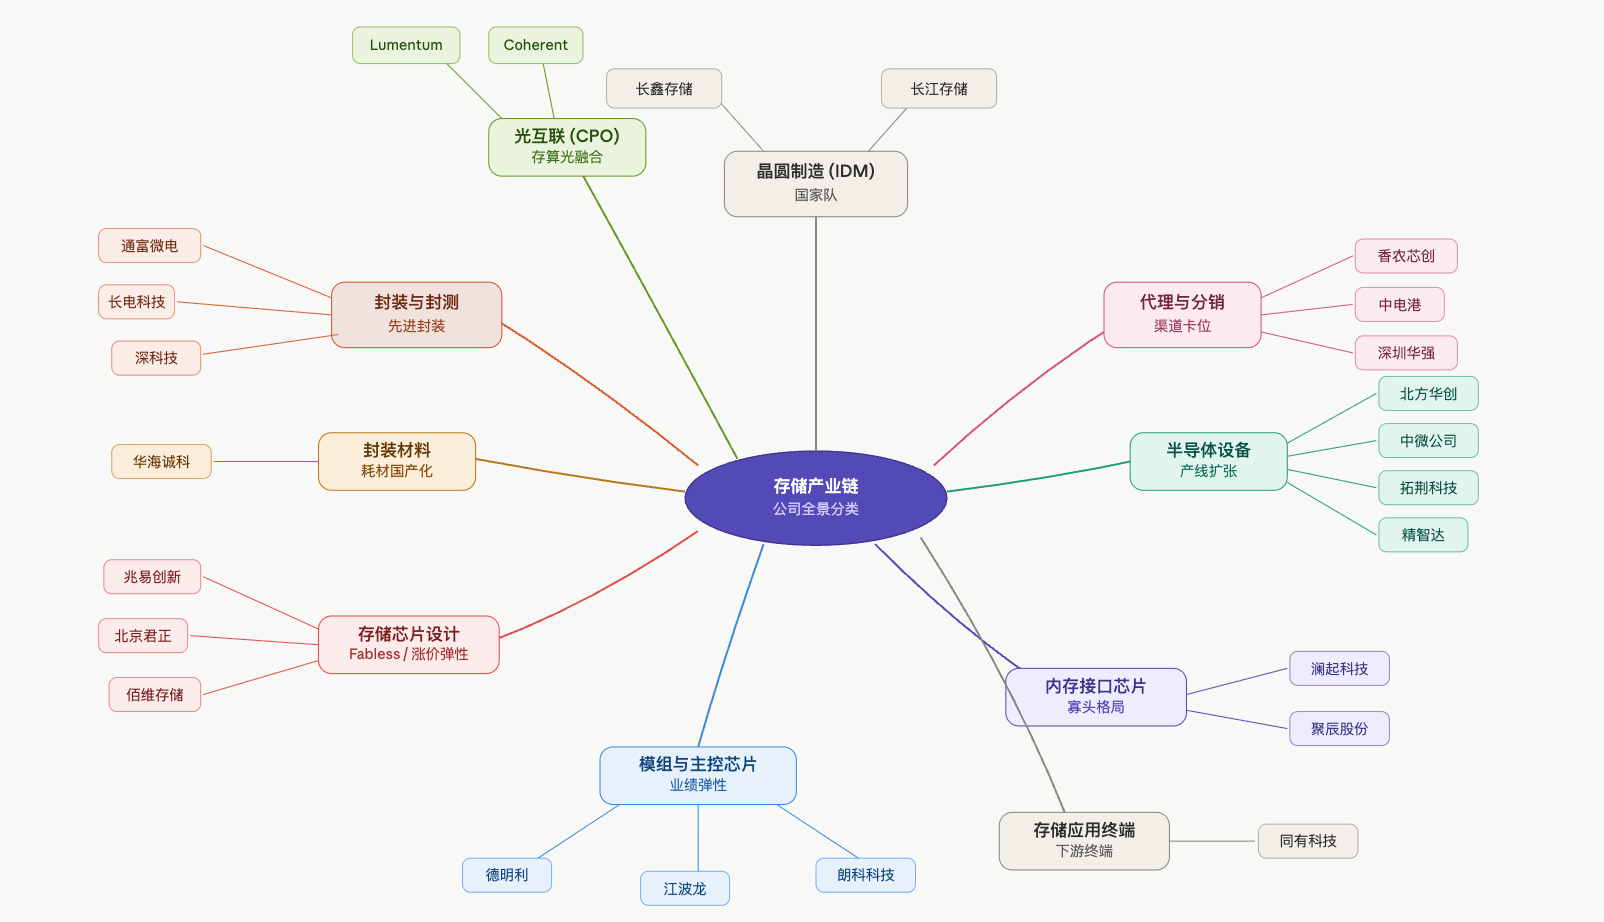 Lumentum
Coherent
长鑫存储
长江存储
光互联 (CPO)
存算光融合
晶圆制造 (IDM)
国家队
通富微电
长电科技
深科技
封装与封测
先进封装
代理与分销
渠道卡位
香农芯创
中电港
深圳华强
华海诚科
封装材料
耗材国产化
存储产业链
公司全景分类
半导体设备
产线扩张
北方华创
中微公司
拓荆科技
精智达
兆易创新
北京君正
佰维存储
存储芯片设计
Fabless / 涨价弹性
内存接口芯片
寡头格局
澜起科技
聚辰股份
模组与主控芯片
业绩弹性
德明利
江波龙
朗科科技
存储应用终端
下游终端
同有科技